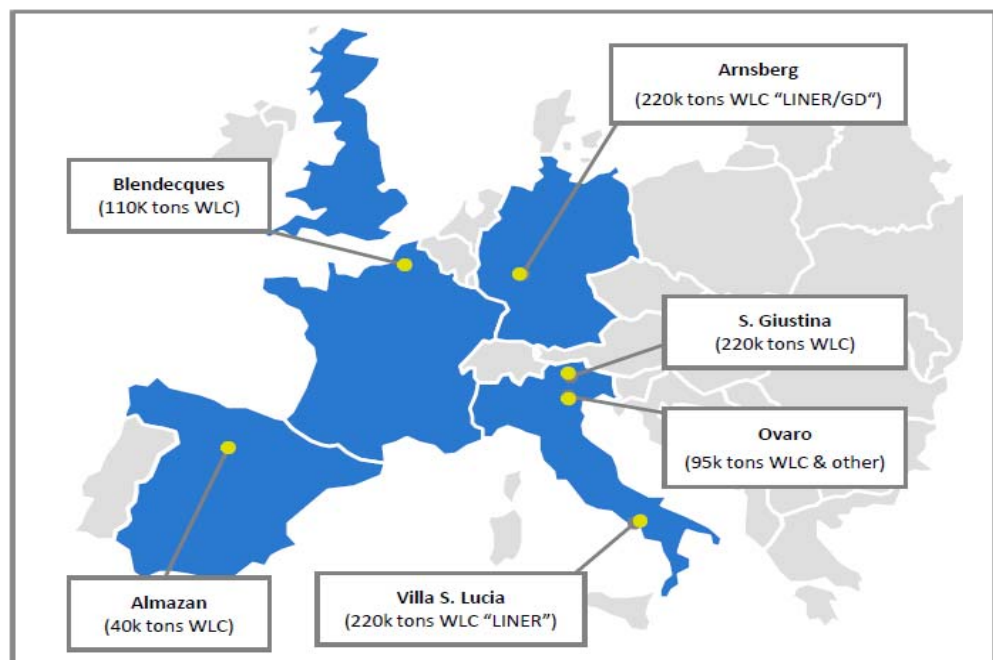 Arnsberg
(220k tons WLC “LINER/GD“)
Blendecques
(110K tons WLC)
S. Giustina
(220k tons WLC)
Ovaro
(95k tons WLC & other)
Almazan
(40k tons WLC)
Villa S. Lucia
(220k tons WLC “LINER”)